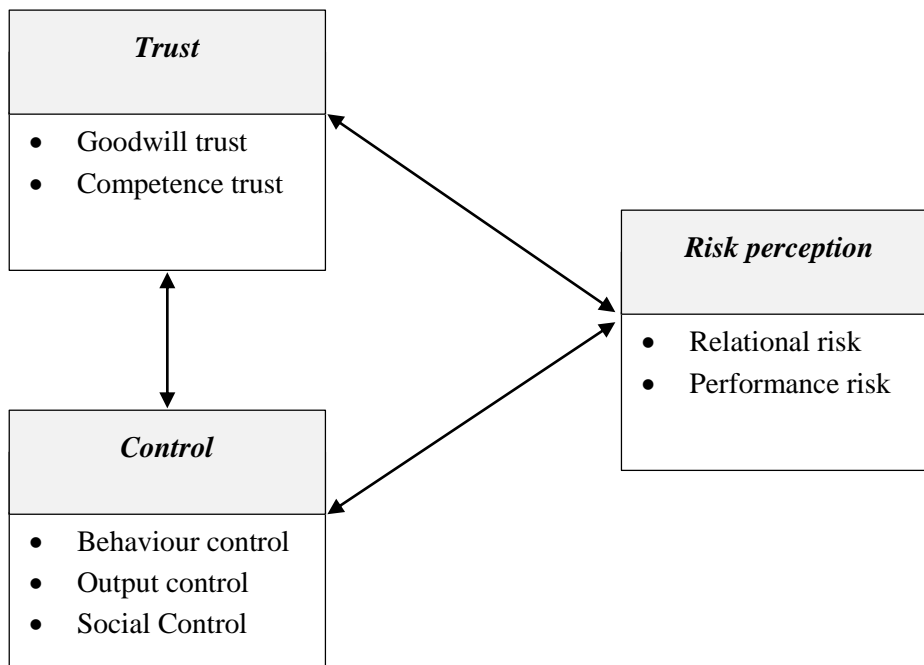 Trust
• Goodwill trust
• Competence trust
Risk perception
• Relational risk
• Performance risk
Control
• Behaviour control
• Output control
• Social Control